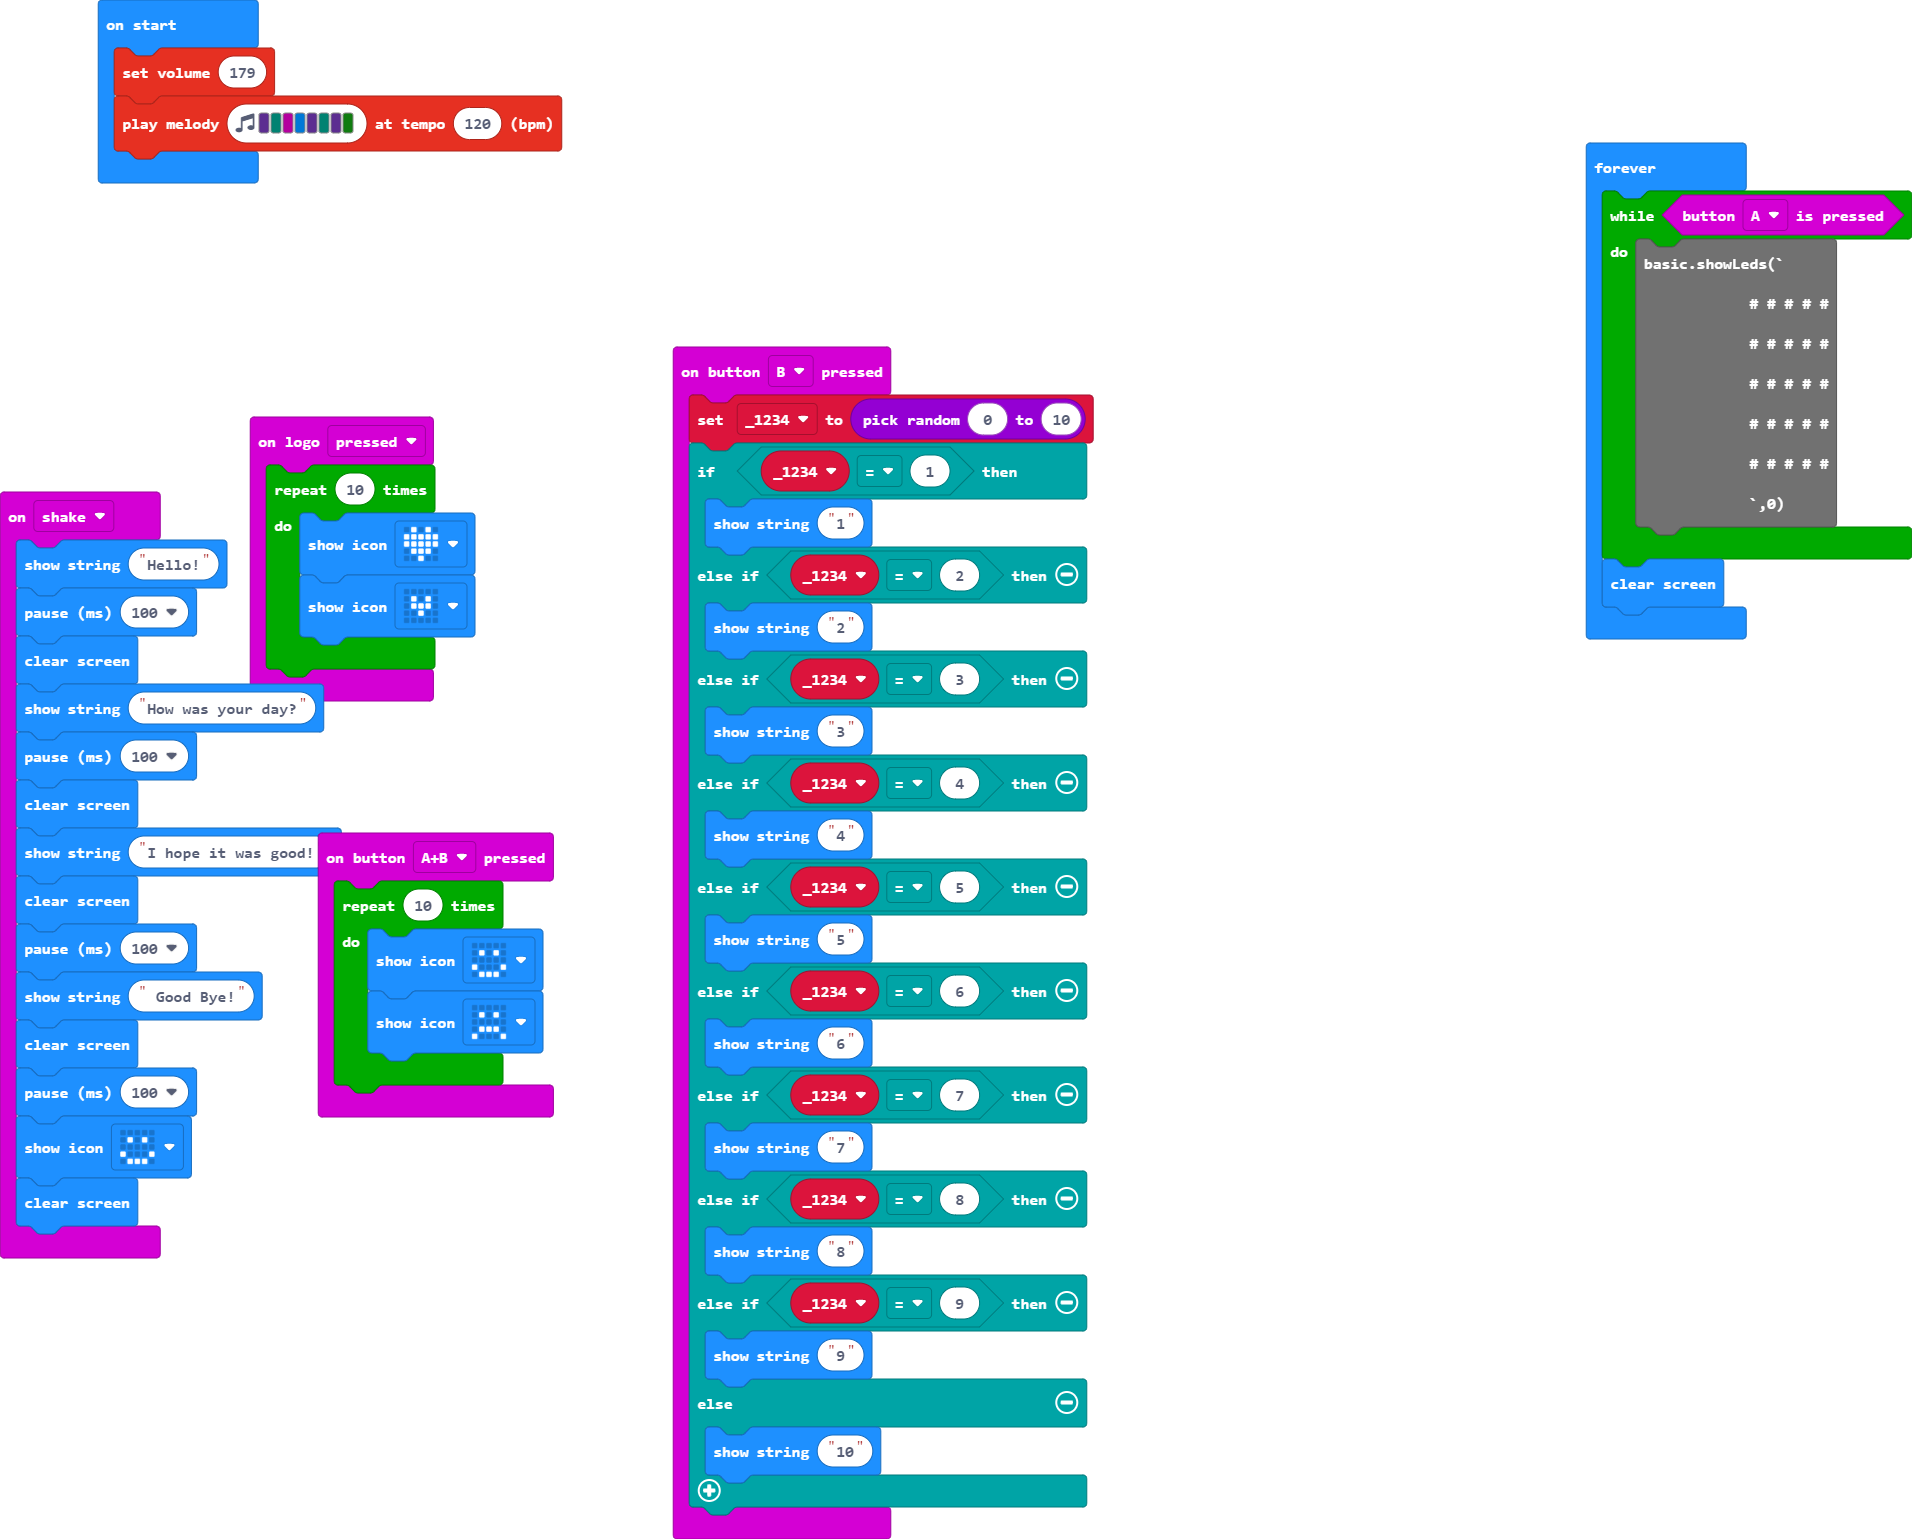 on start
set volume 179
play melody at tempo 120 (bpm)
forever
while button A is pressed
do
basic.showLeds(`
# # # # #
# # # # #
# # # # #
# # # # #
# # # # #
`,0)
clear screen
on logo pressed
repeat 10 times
do
show icon
show icon
on shake
show string "Hello!"
pause (ms) 100
clear screen
show string "How was your day?"
pause (ms) 100
clear screen
show string "I hope it was good!
clear screen
pause (ms) 100
show string " Good Bye!"
clear screen
pause (ms) 100
show icon
clear screen
on button A+B pressed
repeat 10 times
do
show icon
show icon
on button B pressed
set _1234 to pick random 0 to 10
if _1234 = 1 then
show string "1"
else if _1234 = 2 then
show string "2"
else if _1234 = 3 then
show string "3"
else if _1234 = 4 then
show string "4"
else if _1234 = 5 then
show string "5"
else if _1234 = 6 then
show string "6"
else if _1234 = 7 then
show string "7"
else if _1234 = 8 then
show string "8"
else if _1234 = 9 then
show string "9"
else
show string "10"